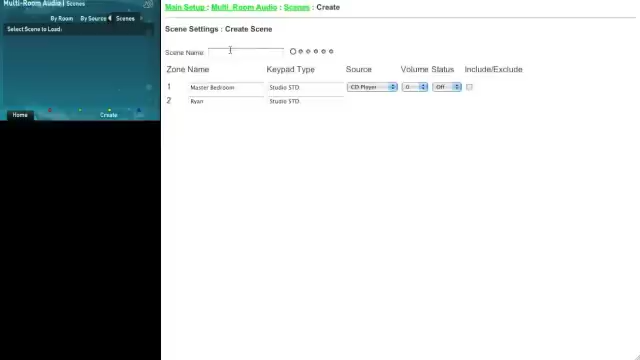 Multi-Room Audio | Scenes
By Room By Source Scenes
Select Scene to Load:
Home Create
Main Setup : Multi_Room Audio : Scenes : Create
Scene Settings : Create Scene
Scene Name:
Zone Name Keypad Type Source Volume Status Include/Exclude
1 Master Bedroom Studio STD CD Player 0 Off
2 Ryan Studio STD